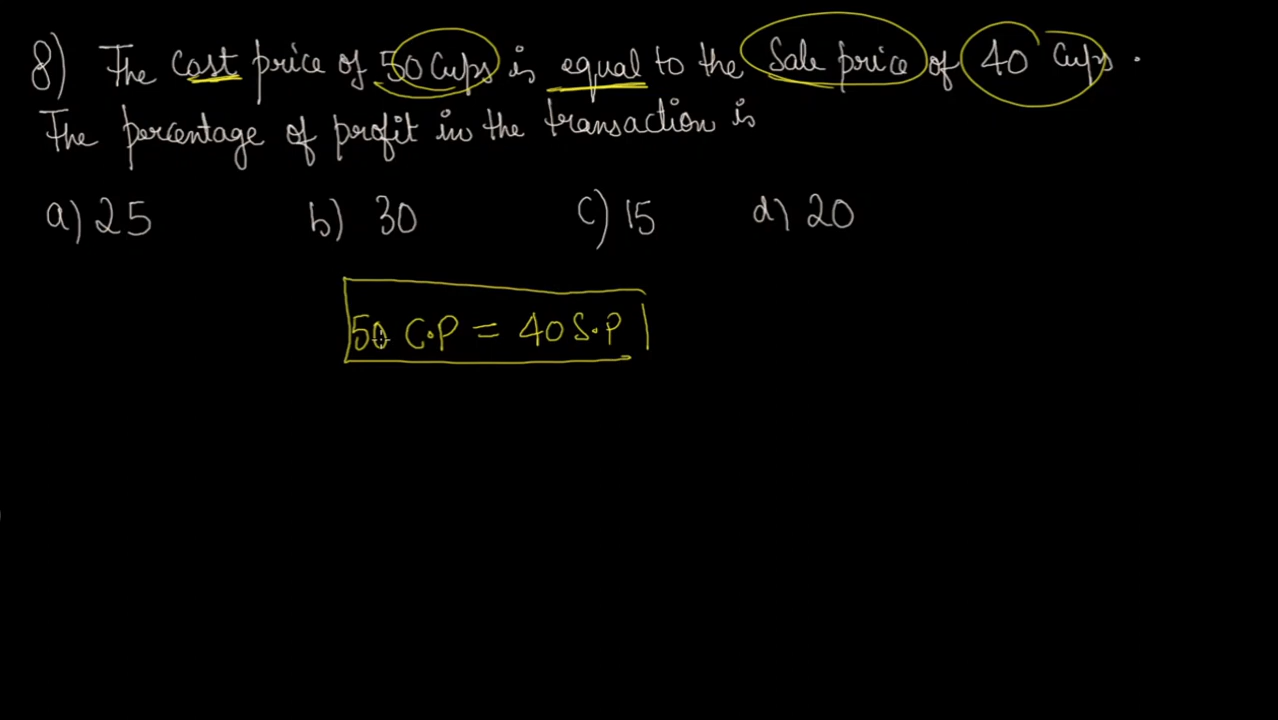 8) The cost price of 50 Cups is equal to the Sale price of 40 Cups.
The percentage of profit in the transaction is
a) 25 b) 30 c) 15 d) 20
50 C.P = 40 S.P